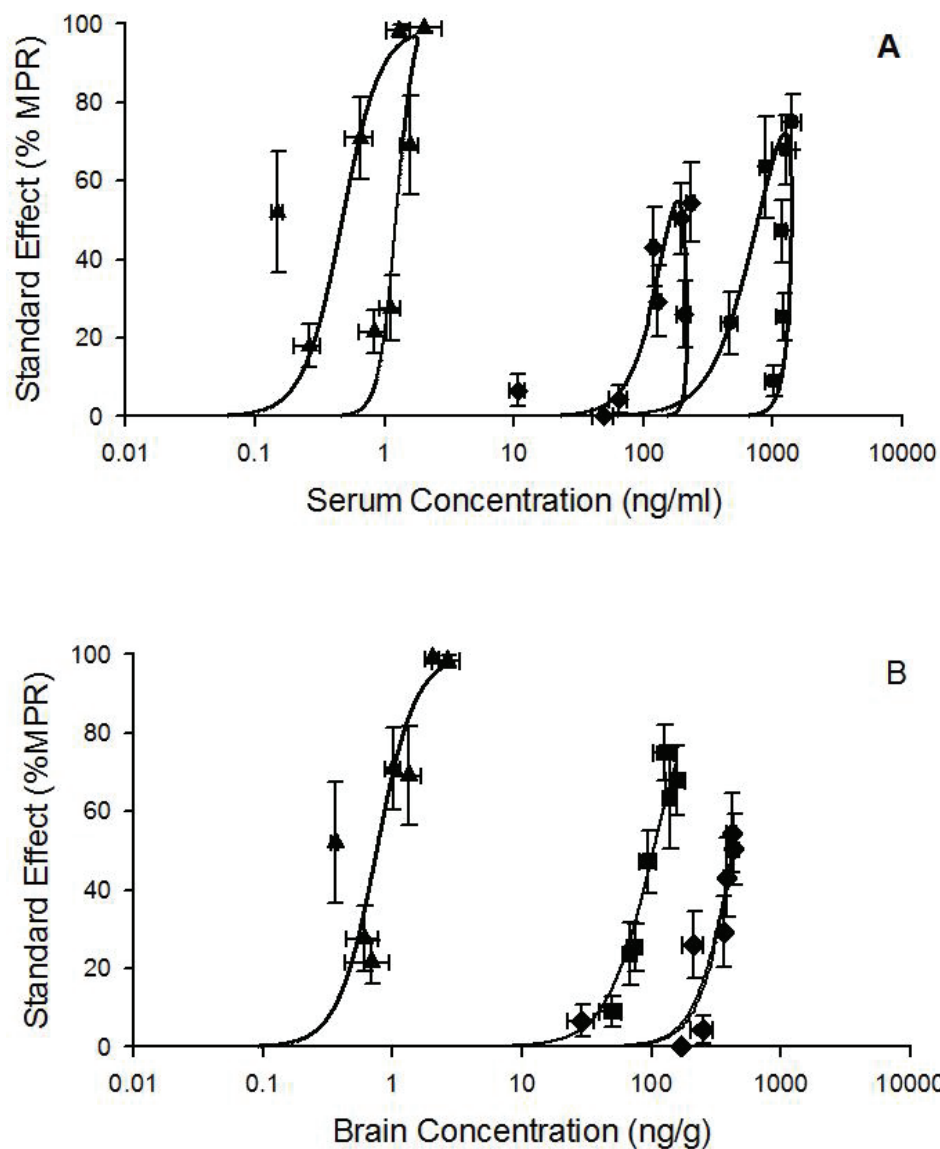 A
Standard Effect (% MPR)
100
80
60
40
20
0
0.01 0.1 1 10 100 1000 10000
Serum Concentration (ng/ml)
B
Standard Effect (%MPR)
100
80
60
40
20
0
0.01 0.1 1 10 100 1000 1000
Brain Concentration (ng/g)